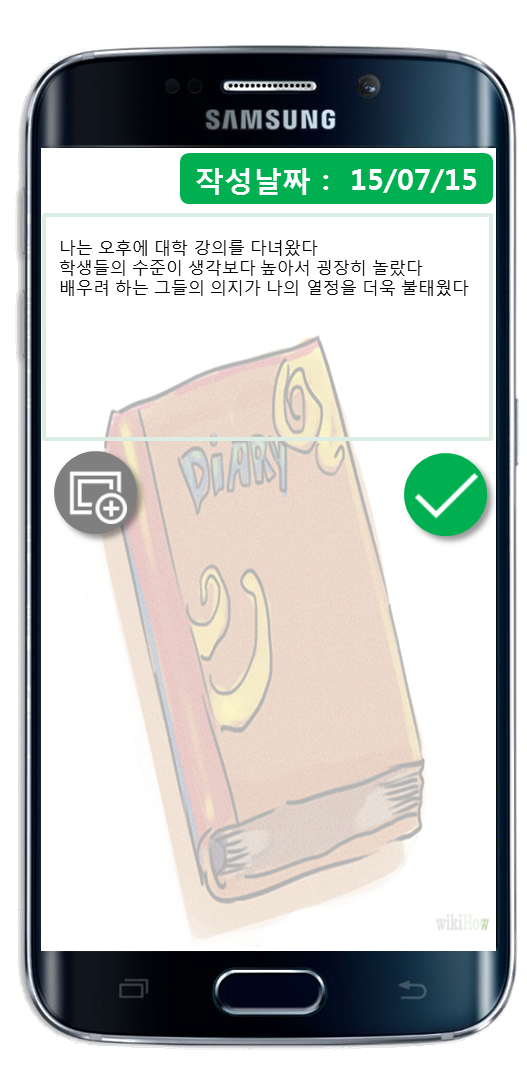 SAMSUNG
작성날짜 : 15/07/15
나는 오후에 대학 강의를 다녀왔다
학생들의 수준이 생각보다 높아서 굉장히 놀랐다
배우려 하는 그들의 의지가 나의 열정을 더욱 불태웠다
DiARY
wikiHow